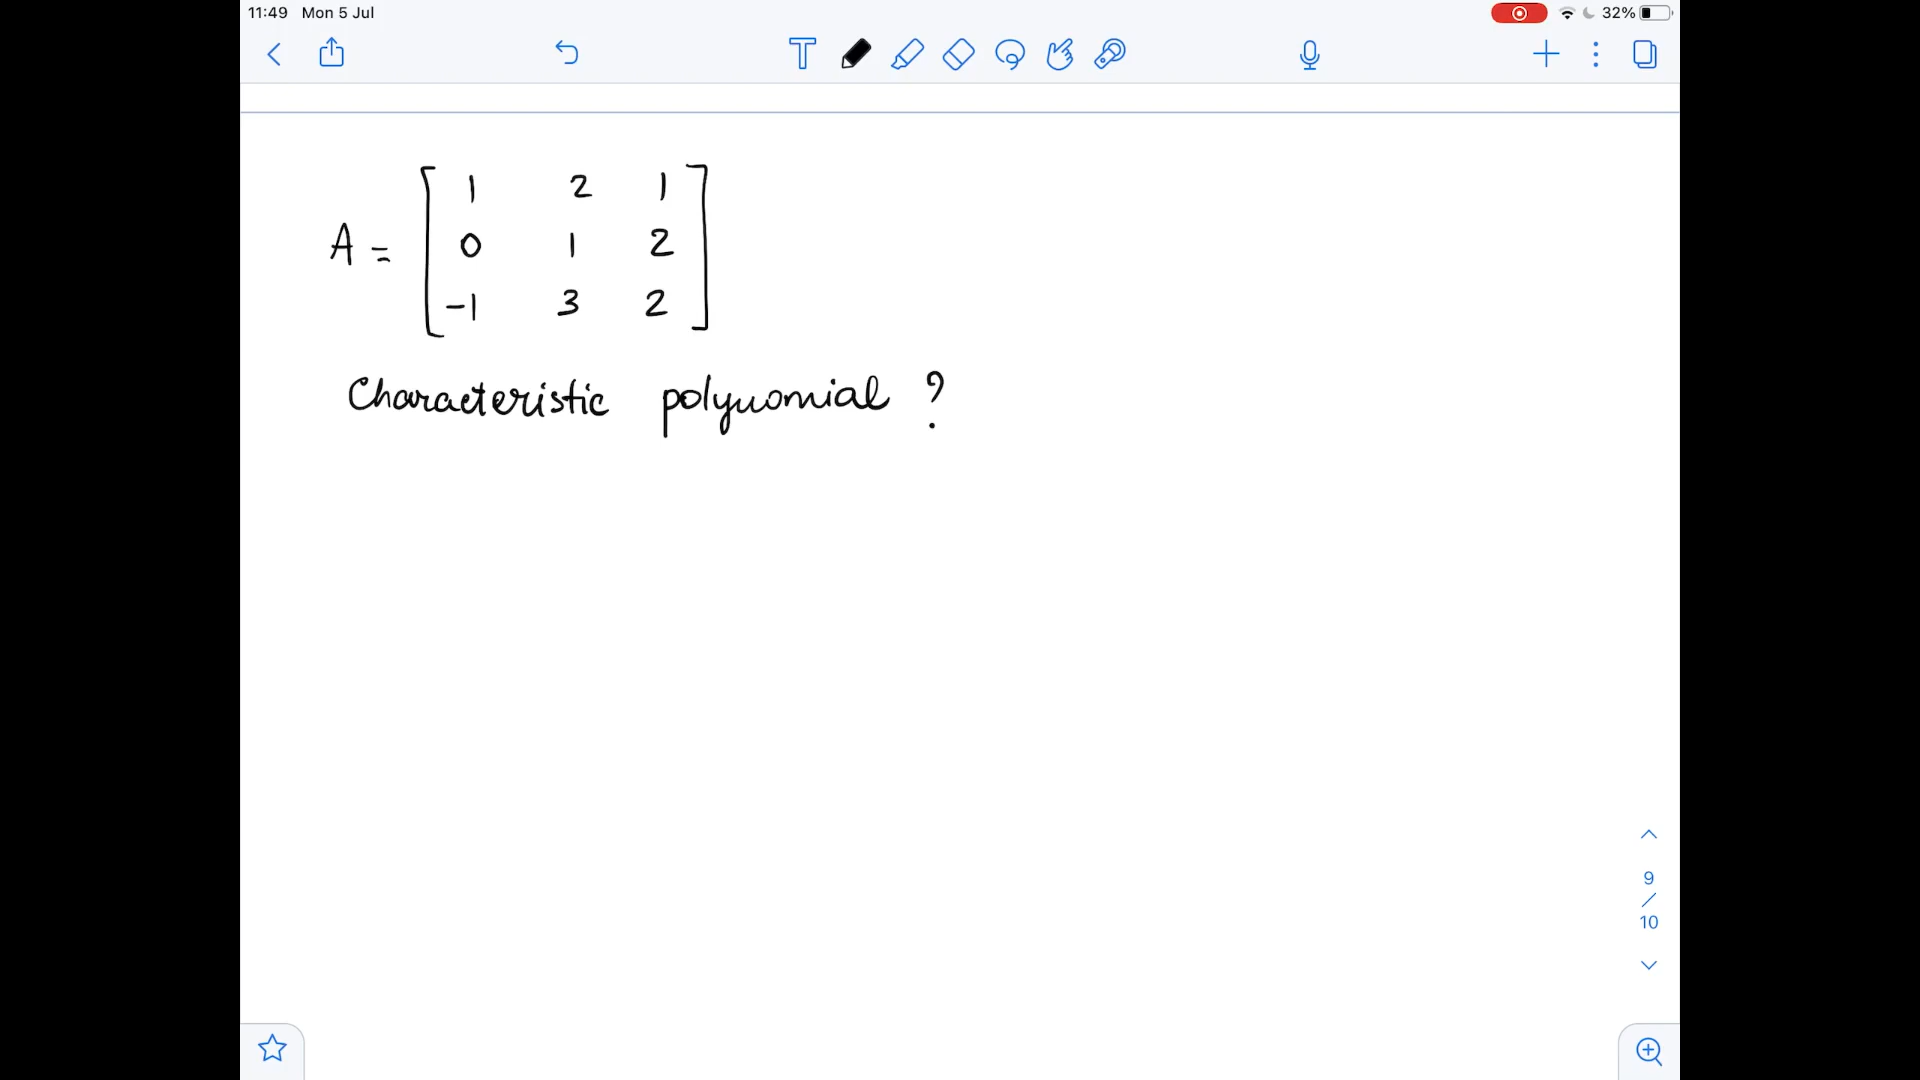 11:49 Mon 5 Jul 32%
T
A = [ 1 2 1
0 1 2
-1 3 2 ]
Characteristic polynomial ?
9
/
10